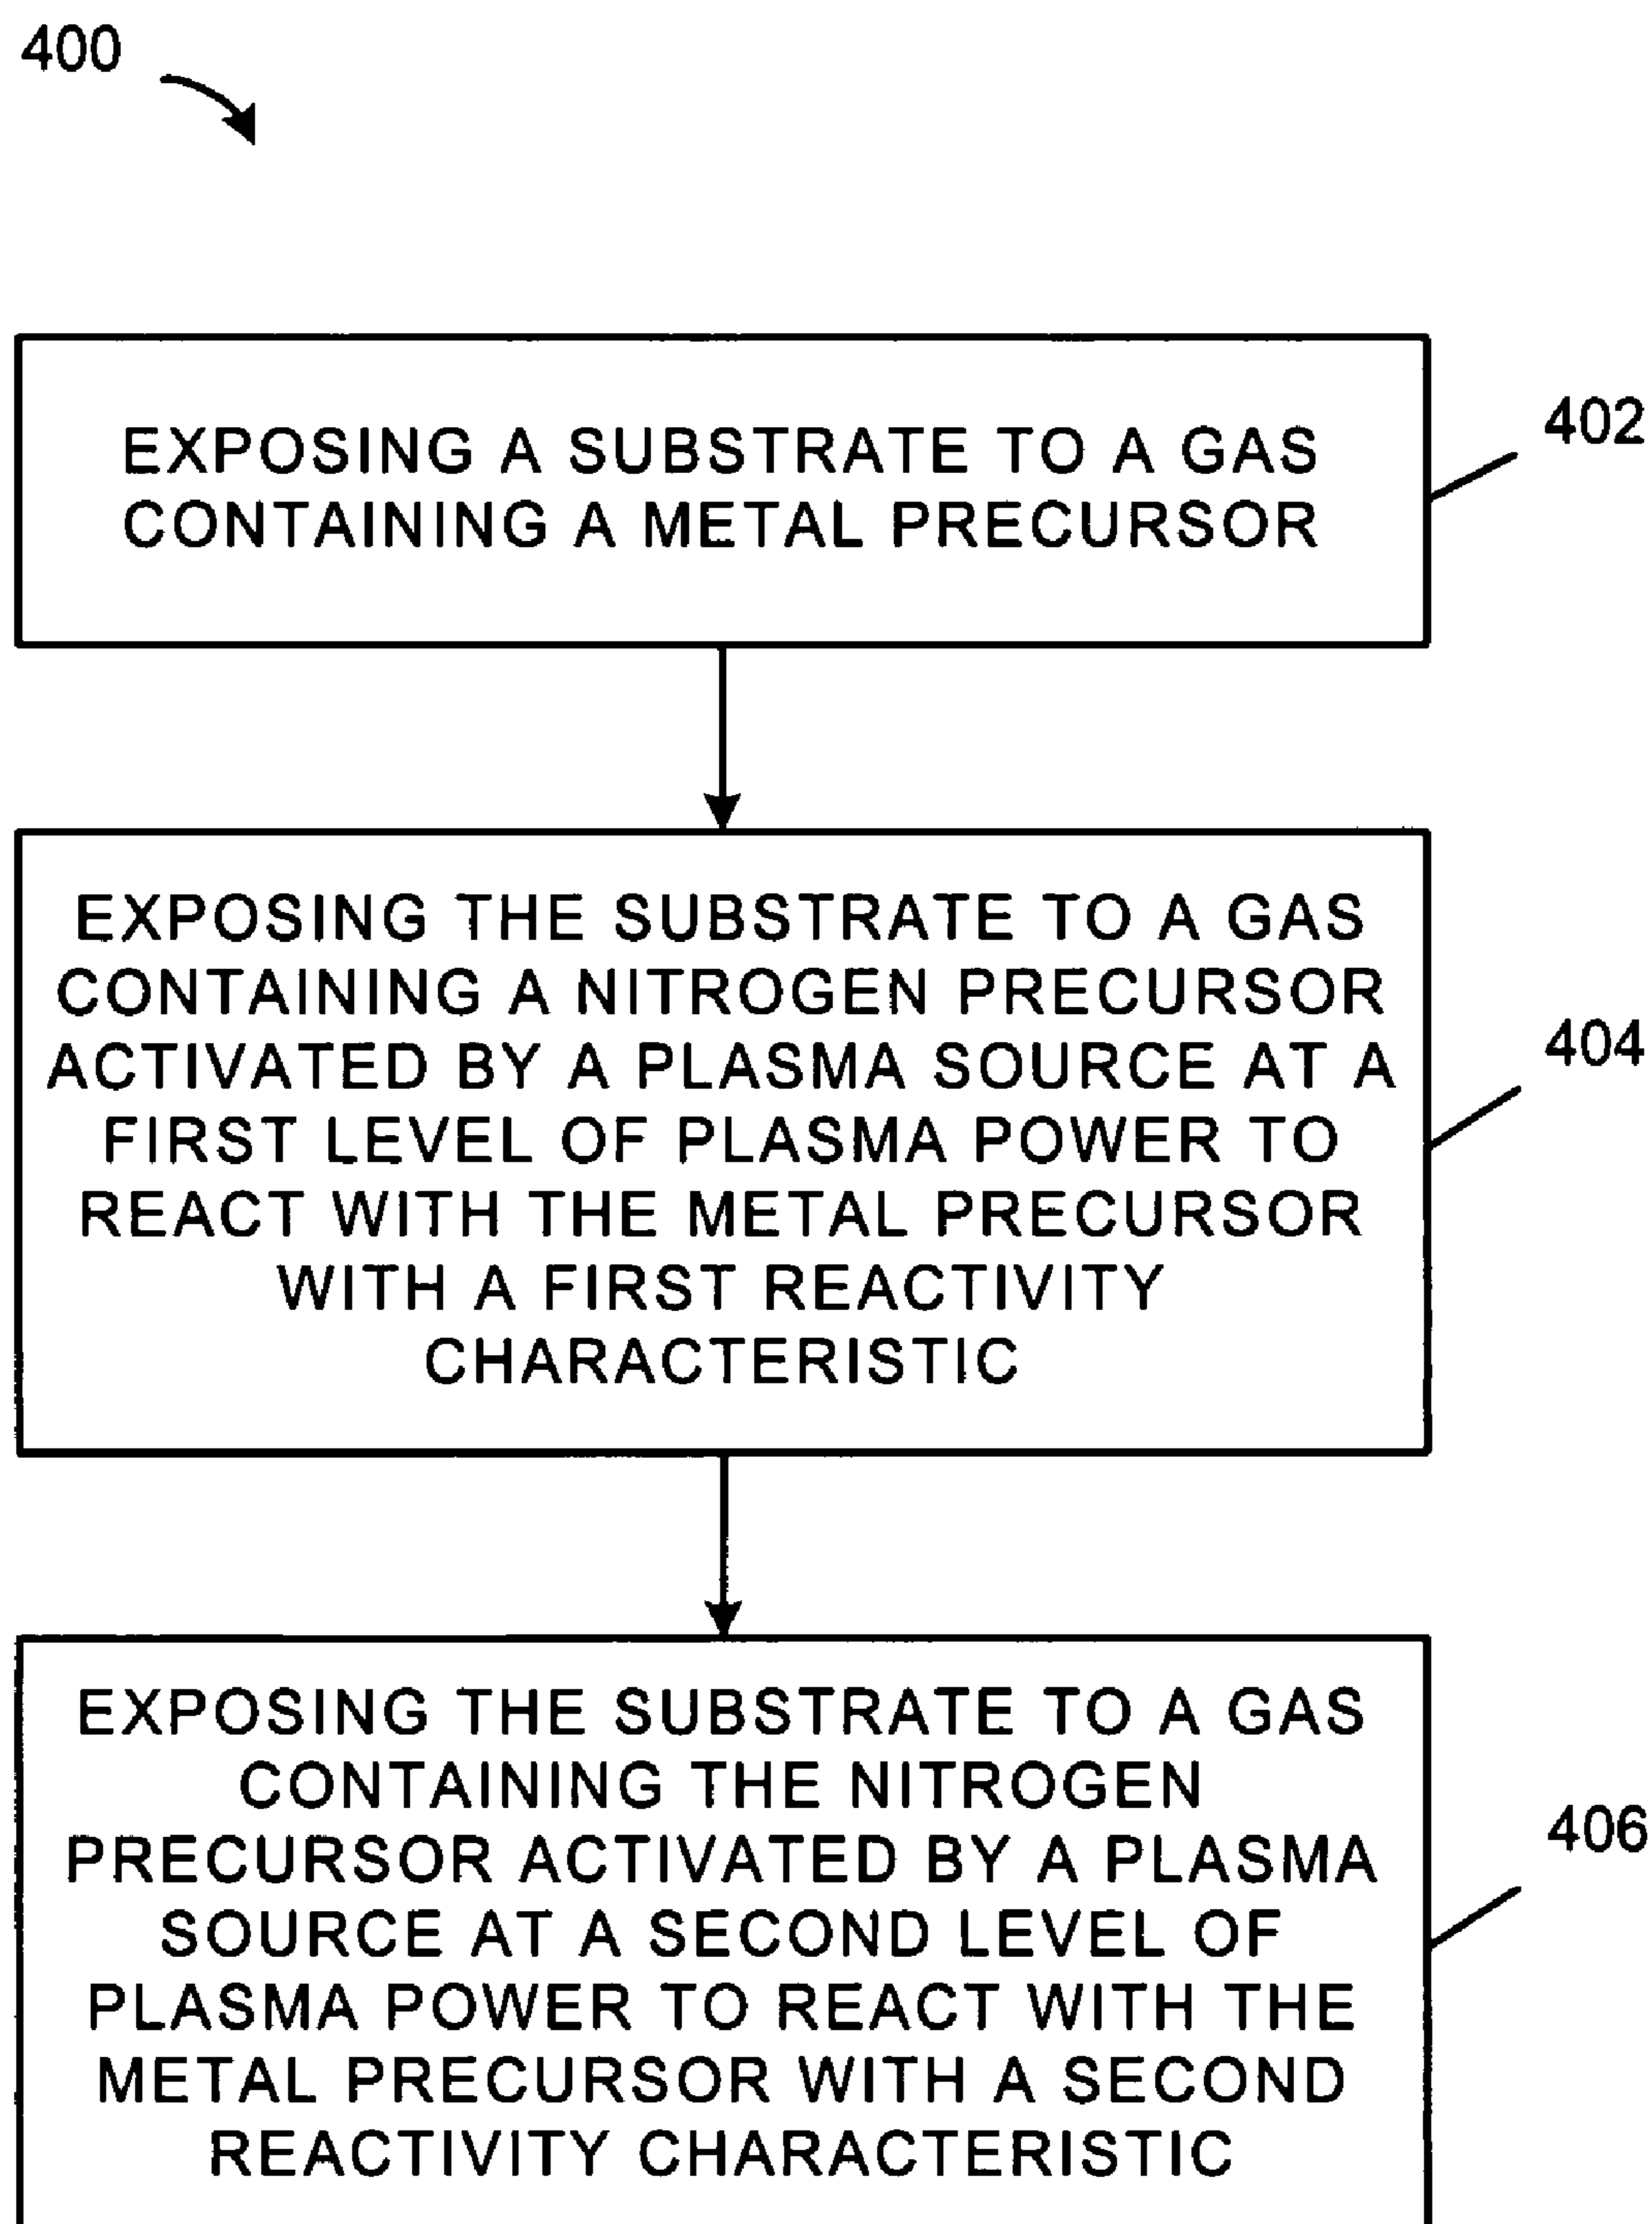 400
EXPOSING A SUBSTRATE TO A GAS
CONTAINING A METAL PRECURSOR
402
EXPOSING THE SUBSTRATE TO A GAS
CONTAINING A NITROGEN PRECURSOR
ACTIVATED BY A PLASMA SOURCE AT A
FIRST LEVEL OF PLASMA POWER TO
REACT WITH THE METAL PRECURSOR
WITH A FIRST REACTIVITY
CHARACTERISTIC
404
EXPOSING THE SUBSTRATE TO A GAS
CONTAINING THE NITROGEN
PRECURSOR ACTIVATED BY A PLASMA
SOURCE AT A SECOND LEVEL OF
PLASMA POWER TO REACT WITH THE
METAL PRECURSOR WITH A SECOND
REACTIVITY CHARACTERISTIC
406